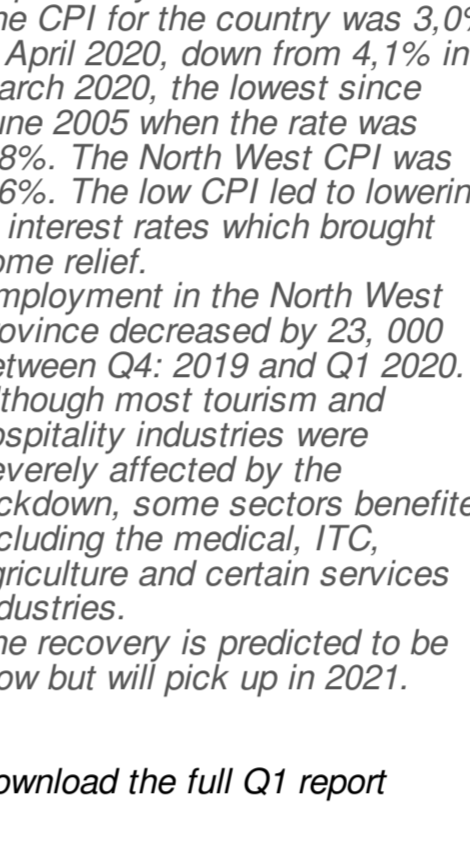 he CPI for the country was 3,0%
April 2020, down from 4,1% in
arch 2020, the lowest since
une 2005 when the rate was
8%. The North West CPI was
6%. The low CPI led to lowerin
interest rates which brought
ome relief.
mployment in the North West
rovince decreased by 23, 000
etween Q4: 2019 and Q1 2020.
lthough most tourism and
ospitality industries were
everely affected by the
ckdown, some sectors benefite
cluding the medical, ITC,
griculture and certain services
dustries.
he recovery is predicted to be
ow but will pick up in 2021.
ownload the full Q1 report